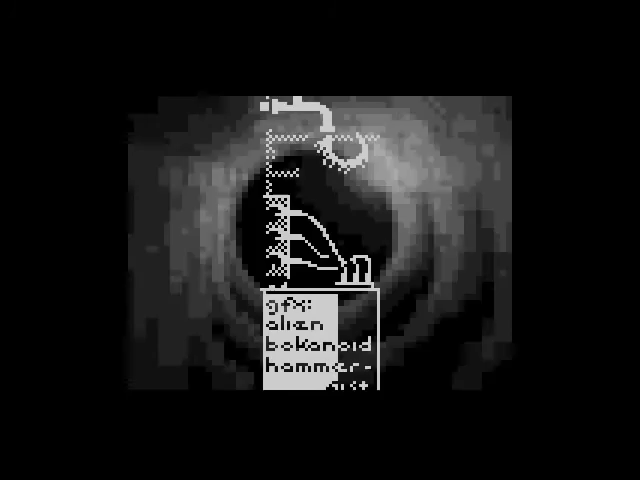 gfx:
alien
bokanoid
hammer-